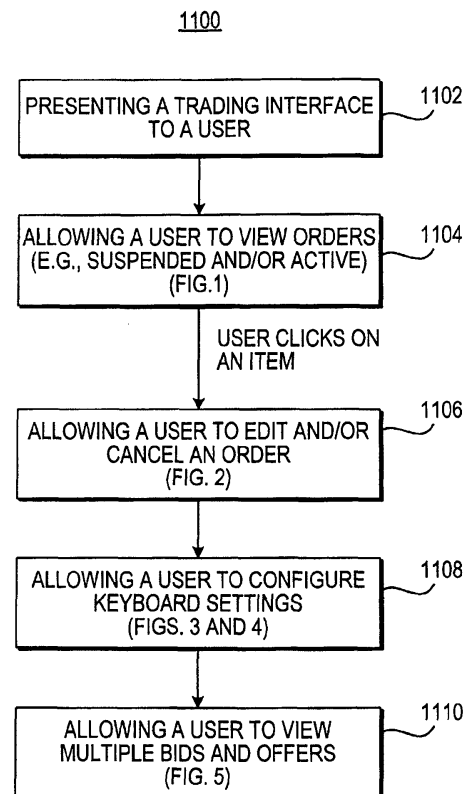 1100
PRESENTING A TRADING INTERFACE
TO A USER
1102
ALLOWING A USER TO VIEW ORDERS
(E.G., SUSPENDED AND/OR ACTIVE)
(FIG.1)
1104
USER CLICKS ON
AN ITEM
ALLOWING A USER TO EDIT AND/OR
CANCEL AN ORDER
(FIG. 2)
1106
ALLOWING A USER TO CONFIGURE
KEYBOARD SETTINGS
(FIGS. 3 AND 4)
1108
ALLOWING A USER TO VIEW
MULTIPLE BIDS AND OFFERS
(FIG. 5)
1110